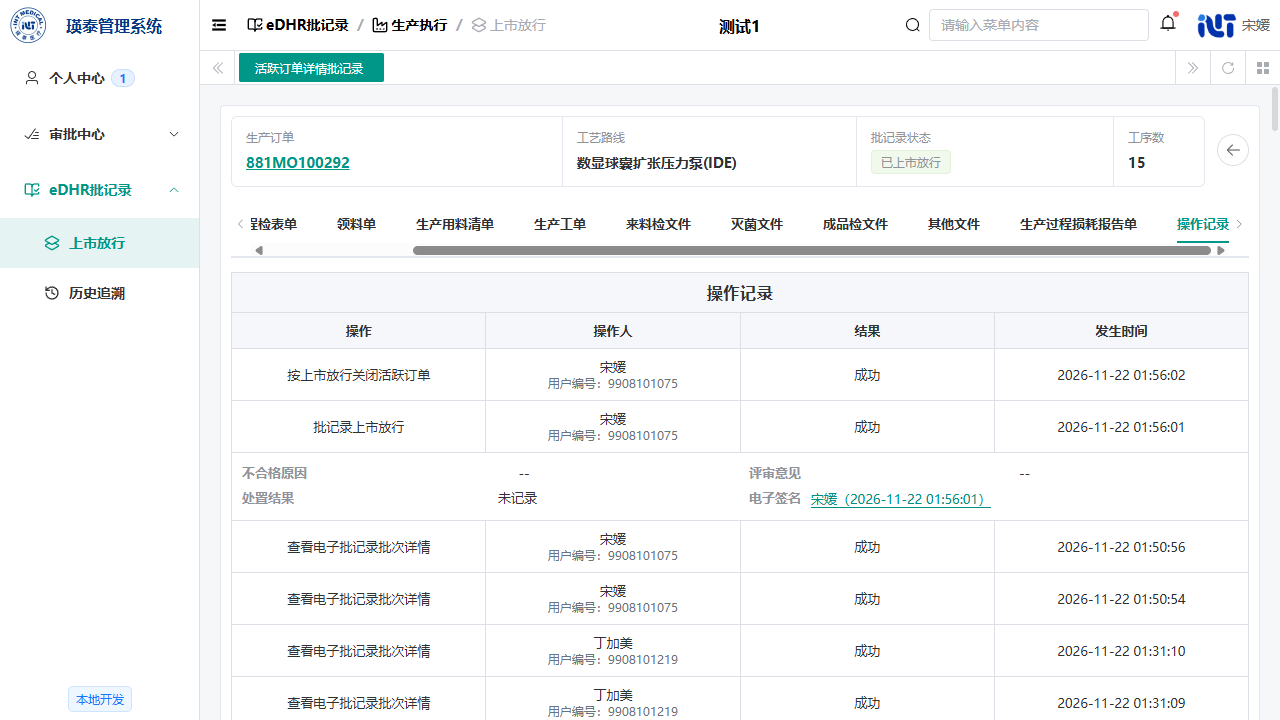 瑛泰管理系统
eDHR批记录 / 生产执行 / 上市放行
测试1
请输入菜单内容
宋媛
个人中心 1
审批中心
eDHR批记录
上市放行
历史追溯
本地开发
活跃订单详情批记录
生产订单
881MO100292
工艺路线
数显球囊扩张压力泵(IDE)
批记录状态
已上市放行
工序数
15
程检表单 领料单 生产用料清单 生产工单 来料检文件 灭菌文件 成品检文件 其他文件 生产过程损耗报告单 操作记录
操作记录
操作 操作人 结果 发生时间
按上市放行关闭活跃订单 宋媛 成功 2026-11-22 01:56:02
用户编号：9908101075
批记录上市放行 宋媛 成功 2026-11-22 01:56:01
用户编号：9908101075
不合格原因 -- 评审意见 --
处置结果 未记录 电子签名 宋媛（2026-11-22 01:56:01）
查看电子批记录批次详情 宋媛 成功 2026-11-22 01:50:56
用户编号：9908101075
查看电子批记录批次详情 宋媛 成功 2026-11-22 01:50:54
用户编号：9908101075
查看电子批记录批次详情 丁加美 成功 2026-11-22 01:31:10
用户编号：9908101219
查看电子批记录批次详情 丁加美 成功 2026-11-22 01:31:09
用户编号：9908101219